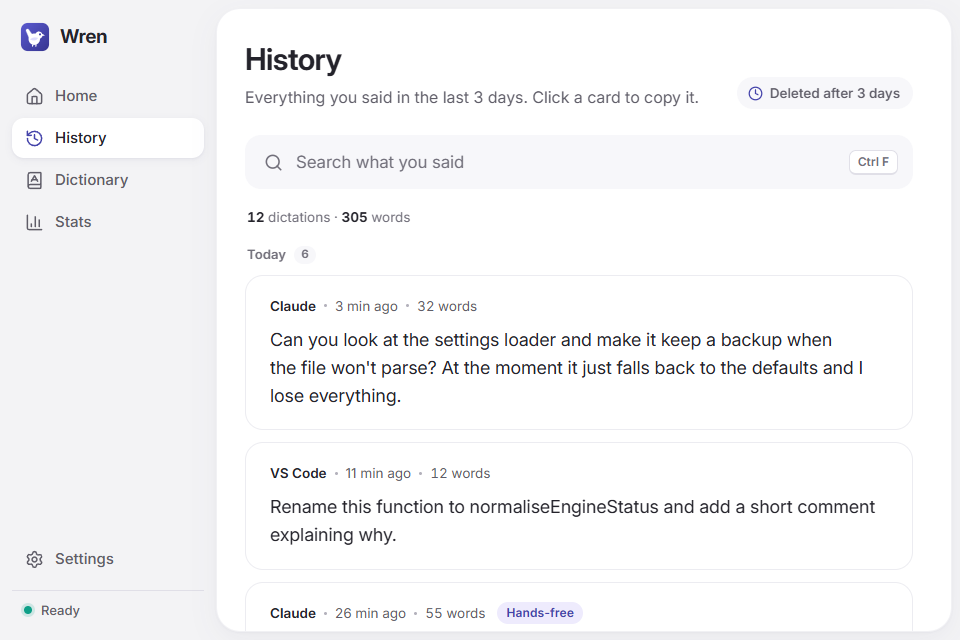 Wren
Home
History
Dictionary
Stats
Settings
Ready
History
Everything you said in the last 3 days. Click a card to copy it.
Deleted after 3 days
Search what you said
Ctrl F
12 dictations · 305 words
Today 6
Claude • 3 min ago • 32 words
Can you look at the settings loader and make it keep a backup when
the file won't parse? At the moment it just falls back to the defaults and I
lose everything.
VS Code • 11 min ago • 12 words
Rename this function to normaliseEngineStatus and add a short comment
explaining why.
Claude • 26 min ago • 55 words Hands-free